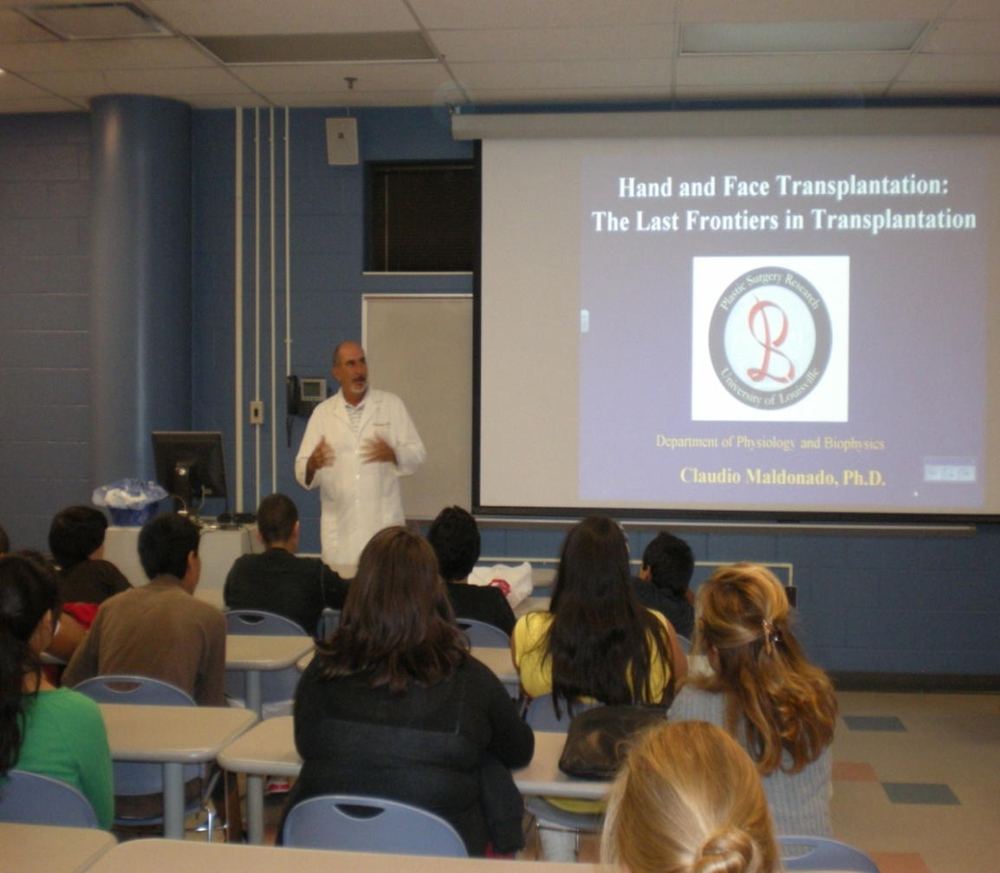 Hand and Face Transplantation:
The Last Frontiers in Transplantation
Plastic Surgery Research
University of Louisville
Department of Physiology and Biophysics
Claudio Maldonado, Ph.D.